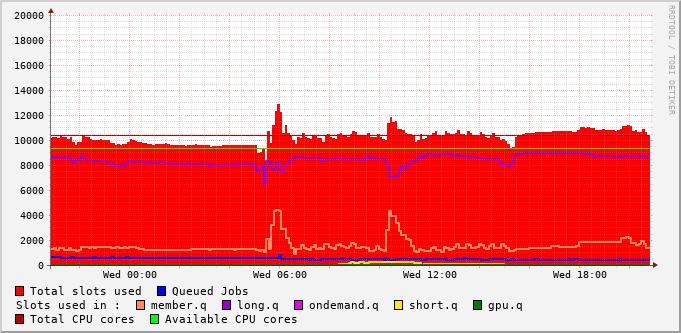 20000
18000
16000
14000
12000
10000
8000
6000
4000
2000
0
Wed 00:00 Wed 06:00 Wed 12:00 Wed 18:00
RRDTOOL / TOBI OETIKER
Total slots used Queued Jobs
Slots used in : member.q long.q ondemand.q short.q gpu.q
Total CPU cores Available CPU cores